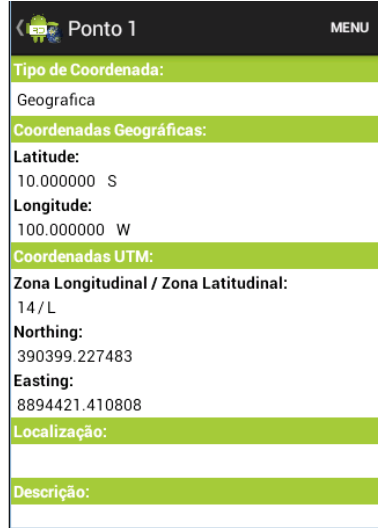 Ponto 1 MENU
Tipo de Coordenada:
Geografica
Coordenadas Geográficas:
Latitude:
10.000000 S
Longitude:
100.000000 W
Coordenadas UTM:
Zona Longitudinal / Zona Latitudinal:
14 / L
Northing:
390399.227483
Easting:
8894421.410808
Localização:
Descrição: